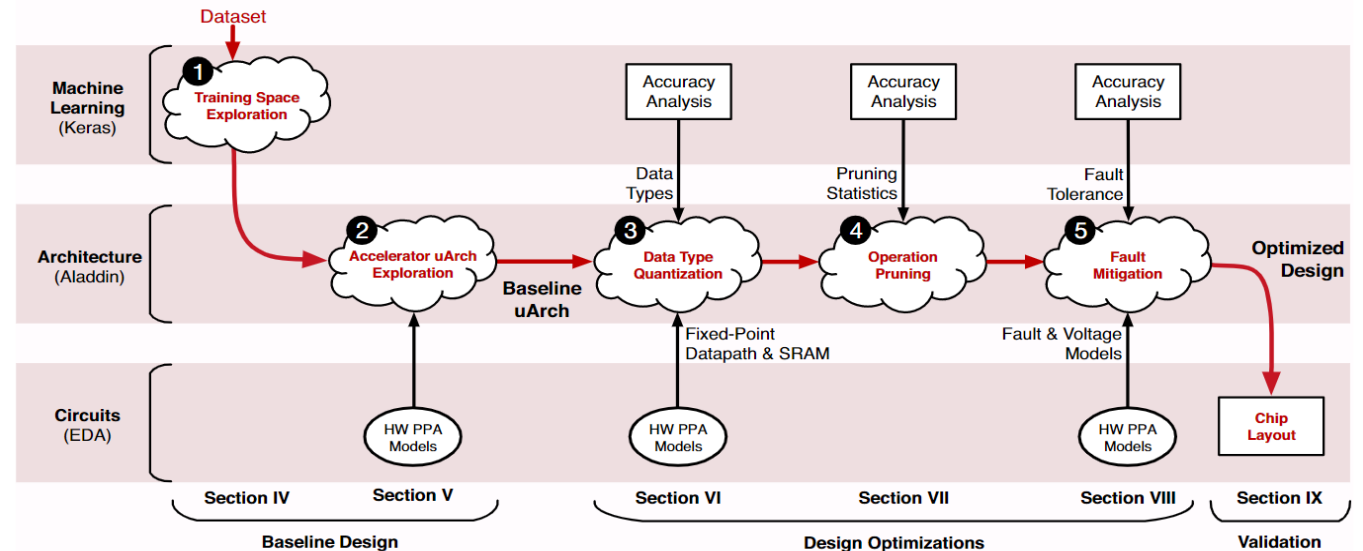 Dataset
Machine
Learning
(Keras)
1
Training Space
Exploration
Accuracy
Analysis
Accuracy
Analysis
Accuracy
Analysis
Data
Types
Pruning
Statistics
Fault
Tolerance
Architecture
(Aladdin)
2
Accelerator uArch
Exploration
Baseline
uArch
3
Data Type
Quantization
4
Operation
Pruning
5
Fault
Mitigation
Optimized
Design
Fixed-Point
Datapath & SRAM
Fault & Voltage
Models
Circuits
(EDA)
HW PPA
Models
HW PPA
Models
HW PPA
Models
Chip
Layout
Section IV
Section V
Section VI
Section VII
Section VIII
Section IX
Baseline Design
Design Optimizations
Validation